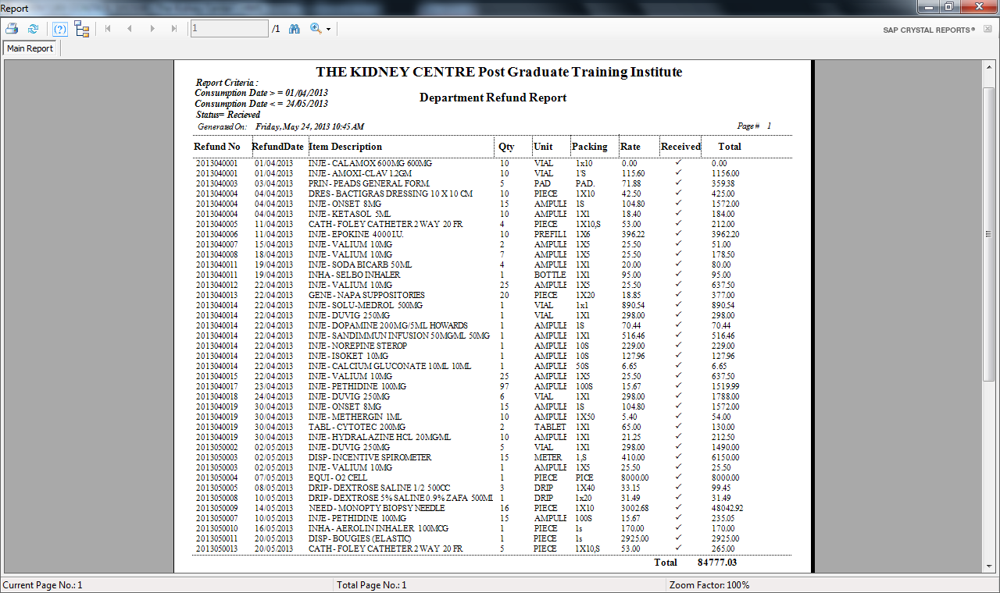 Report
1 /1 SAP CRYSTAL REPORTS®
Main Report
THE KIDNEY CENTRE Post Graduate Training Institute
Report Criteria :
Consumption Date > = 01/04/2013
Consumption Date < = 24/05/2013
Department Refund Report
Status= Recieved
Generated On: Friday, May 24, 2013 10:45 AM Page # 1
Refund No RefundDate Item Description Qty Unit Packing Rate Received Total
2013040001 01/04/2013 INJE - CALAMOX 600MG 600MG 10 VIAL 1x10 0.00 ✓ 0.00
2013040001 01/04/2013 INJE - AMOXI-CLAV 1.2GM 10 VIAL 1'S 115.60 ✓ 1156.00
2013040003 03/04/2013 PRIN - PEADS GENERAL FORM. 5 PAD PAD. 71.88 ✓ 359.38
2013040004 04/04/2013 DRES - BACTIGRAS DRESSING 10 X 10 CM 10 PIECE 1X10 42.50 ✓ 425.00
2013040004 04/04/2013 INJE - ONSET 8MG 15 AMPULE 1S 104.80 ✓ 1572.00
2013040004 04/04/2013 INJE - KETASOL 5ML 10 AMPULE 1X1 18.40 ✓ 184.00
2013040005 11/04/2013 CATH - FOLEY CATHETER 2 WAY 20 FR 4 PIECE 1X10,S 53.00 ✓ 212.00
2013040006 11/04/2013 INJE - EPOKINE 4000 I.U. 10 PREFILI 1X6 396.22 ✓ 3962.20
2013040007 15/04/2013 INJE - VALIUM 10MG 2 AMPULE 1X5 25.50 ✓ 51.00
2013040008 18/04/2013 INJE - VALIUM 10MG 7 AMPULE 1X5 25.50 ✓ 178.50
2013040011 19/04/2013 INJE - SODA BICARB 50ML 4 AMPULE 1X1 20.00 ✓ 80.00
2013040011 19/04/2013 INHA - SELBO INHALER 1 BOTTLE 1X1 95.00 ✓ 95.00
2013040012 22/04/2013 INJE - VALIUM 10MG 25 AMPULE 1X5 25.50 ✓ 637.50
2013040013 22/04/2013 GENE - NAPA SUPPOSITORIES 20 PIECE 1X20 18.85 ✓ 377.00
2013040014 22/04/2013 INJE - SOLU-MEDROL 500MG 1 VIAL 1x1 890.54 ✓ 890.54
2013040014 22/04/2013 INJE - DUVIG 250MG 1 VIAL 1X1 298.00 ✓ 298.00
2013040014 22/04/2013 INJE - DOPAMINE 200MG/5ML HOWARDS 1 AMPULE 1S 70.44 ✓ 70.44
2013040014 22/04/2013 INJE - SANDIMMUN INFUSION 50MG/ML 50MG 1 AMPULE 1X1 516.46 ✓ 516.46
2013040014 22/04/2013 INJE - NOREPINE STEROP 1 AMPULE 10S 229.00 ✓ 229.00
2013040014 22/04/2013 INJE - ISOKET 10MG 1 AMPULE 10S 127.96 ✓ 127.96
2013040014 22/04/2013 INJE - CALCIUM GLUCONATE 10ML 10ML 1 AMPULE 50S 6.65 ✓ 6.65
2013040015 22/04/2013 INJE - VALIUM 10MG 25 AMPULE 1X5 25.50 ✓ 637.50
2013040017 23/04/2013 INJE - PETHIDINE 100MG 97 AMPULE 100S 15.67 ✓ 1519.99
2013040018 24/04/2013 INJE - DUVIG 250MG 6 VIAL 1X1 298.00 ✓ 1788.00
2013040019 30/04/2013 INJE - ONSET 8MG 15 AMPULE 1S 104.80 ✓ 1572.00
2013040019 30/04/2013 INJE - METHERGIN 1ML 10 AMPULE 1X50 5.40 ✓ 54.00
2013040019 30/04/2013 TABL - CYTOTEC 200MG 2 TABLET 1X1 65.00 ✓ 130.00
2013040019 30/04/2013 INJE - HYDRALAZINE HCL 20MG/ML 10 AMPULE 1X1 21.25 ✓ 212.50
2013050002 02/05/2013 INJE - DUVIG 250MG 5 VIAL 1X1 298.00 ✓ 1490.00
2013050003 02/05/2013 DISP - INCENTIVE SPIROMETER 15 METER 1,S 410.00 ✓ 6150.00
2013050003 02/05/2013 INJE - VALIUM 10MG 1 AMPULE 1X5 25.50 ✓ 25.50
2013050004 07/05/2013 EQUI - O2 CELL 1 PIECE PICE 8000.00 ✓ 8000.00
2013050005 08/05/2013 DRIP - DEXTROSE SALINE 1/2 500CC 3 DRIP 1X40 33.15 ✓ 99.45
2013050008 10/05/2013 DRIP - DEXTROSE 5% SALINE 0.9% ZAFA 500MI 1 DRIP 1x20 31.49 ✓ 31.49
2013050009 14/05/2013 NEED - MONOPTY BIOPSY NEEDLE 16 PIECE 1X10 3002.68 ✓ 48042.92
2013050007 10/05/2013 INJE - PETHIDINE 100MG 15 AMPULE 100S 15.67 ✓ 235.05
2013050010 16/05/2013 INHA - AEROLIN INHALER 100MCG 1 PIECE 1s 170.00 ✓ 170.00
2013050011 20/05/2013 DISP - BOUGIES (ELASTIC) 1 PIECE 1s 2925.00 ✓ 2925.00
2013050013 20/05/2013 CATH - FOLEY CATHETER 2 WAY 20 FR 5 PIECE 1X10,S 53.00 ✓ 265.00
Total 84777.03
Current Page No.: 1 Total Page No.: 1 Zoom Factor: 100%